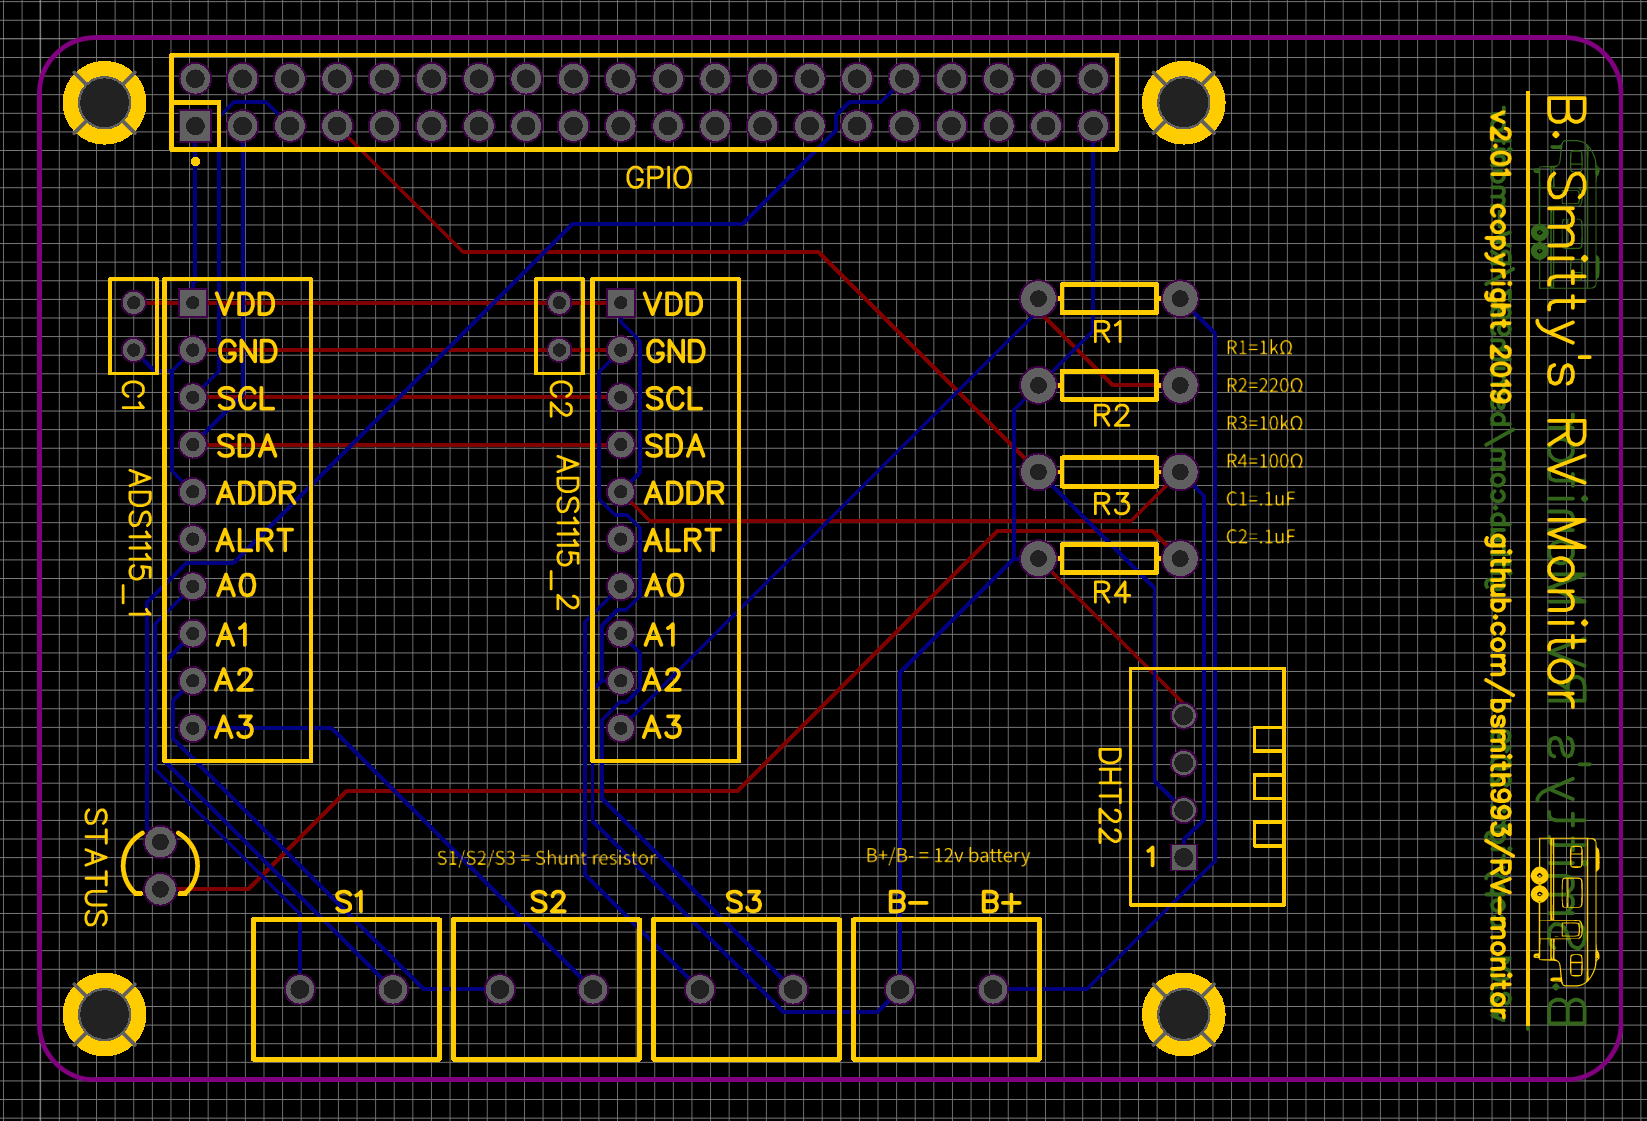 GPIO
VDD
GND
SCL
SDA
ADDR
ALRT
A0
A1
A2
A3
C1
ADS1115_1
VDD
GND
SCL
SDA
ADDR
ALRT
A0
A1
A2
A3
C2
ADS1115_2
R1
R2
R3
R4
R1=1kΩ
R2=220Ω
R3=10kΩ
R4=100Ω
C1=.1uF
C2=.1uF
DHT22
1
STATUS
S1/S2/S3 = Shunt resistor
B+/B- = 12v battery
S1
S2
S3
B-
B+
B. Smitty's RV Monitor
v2.01 copyright 2019
github.com/bsmith993/RV-monitor
B. Smitty's RV Monitor